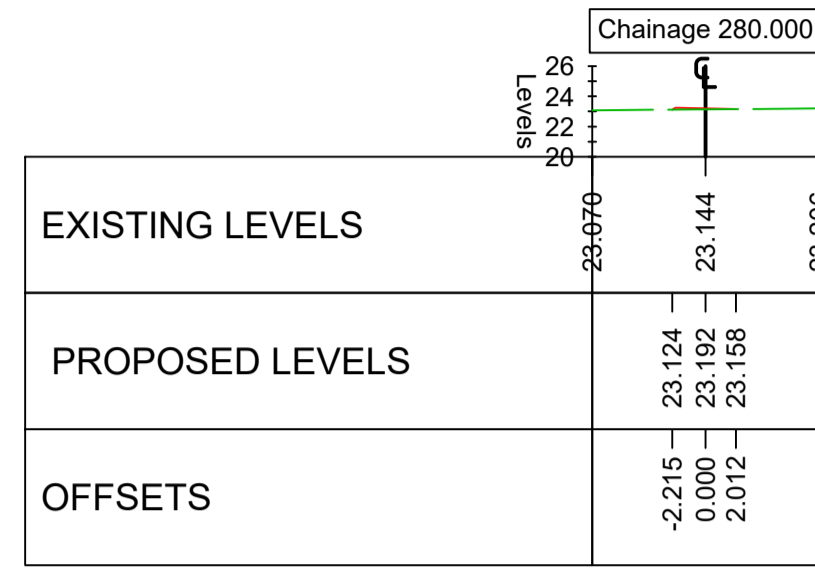 Chainage 280.000
Levels
26
24
22
20
EXISTING LEVELS
23.070
23.144
PROPOSED LEVELS
23.124
23.192
23.158
OFFSETS
-2.215
0.000
2.012